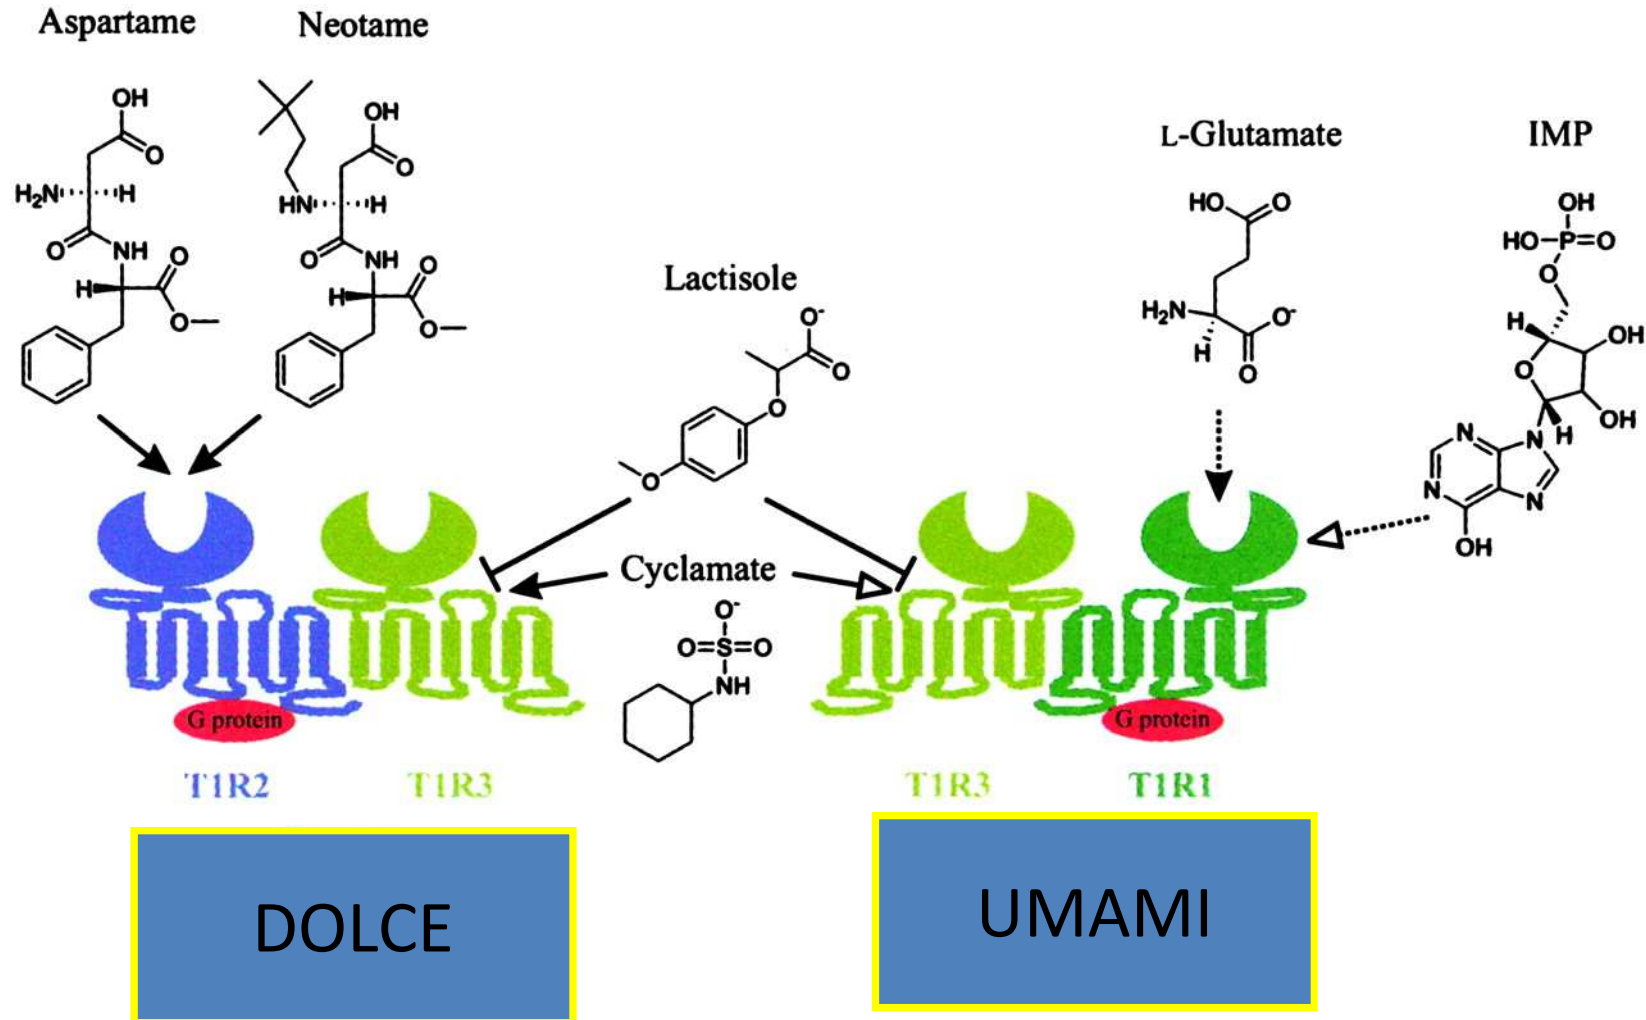 Aspartame
Neotame
OH
O
H₂N
H
O
NH
H
O
O
OH
O
HN
H
O
NH
H
O
O
Lactisole
O⁻
O
O
O
L-Glutamate
HO
O
H₂N
O⁻
H
O
IMP
OH
HO-P=O
O
H
OH
O
OH
H
N
N
N
N
OH
Cyclamate
O⁻
O=S=O
NH
G protein
G protein
T1R2
T1R3
T1R3
T1R1
DOLCE
UMAMI